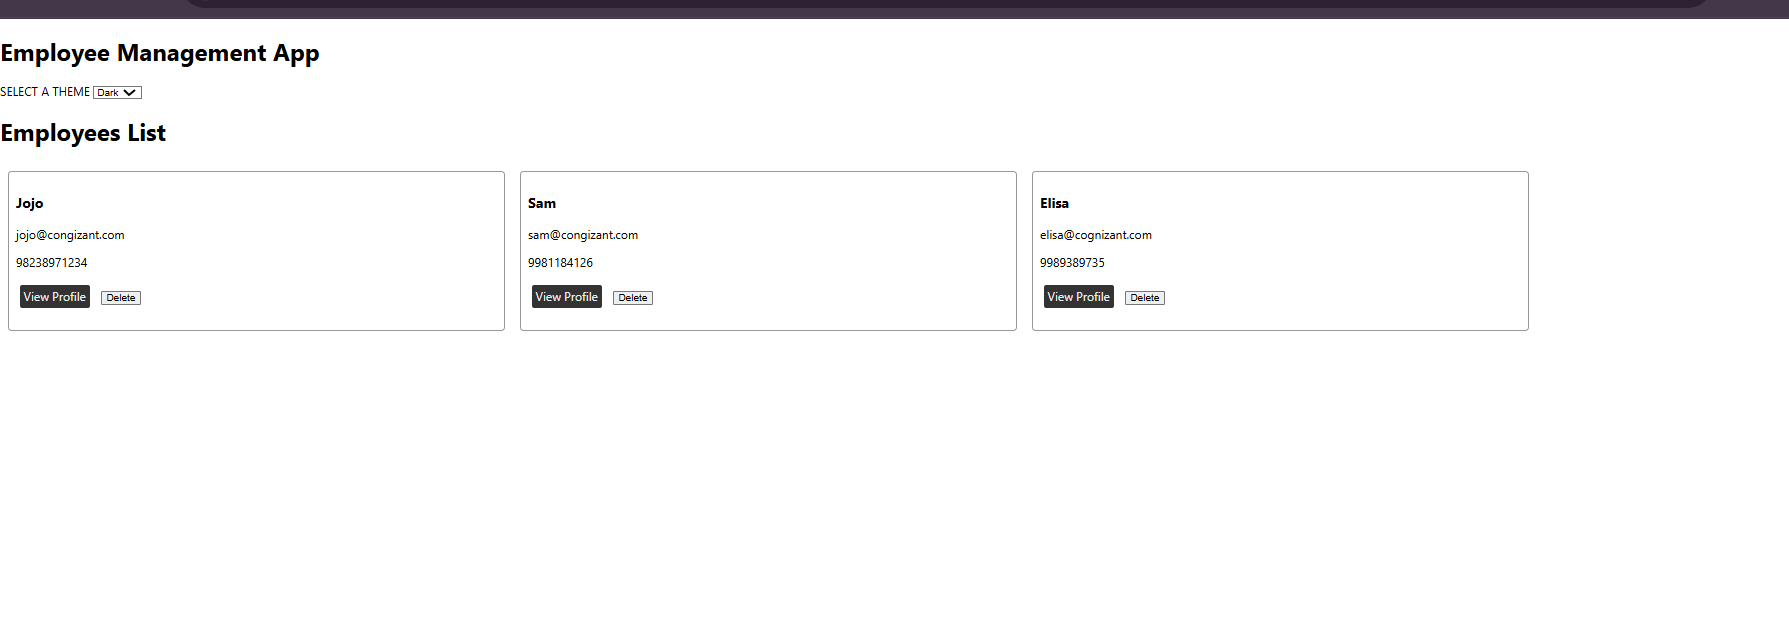 Employee Management App
SELECT A THEME Dark
Employees List
Jojo
jojo@congizant.com
98238971234
View Profile Delete
Sam
sam@congizant.com
9981184126
View Profile Delete
Elisa
elisa@cognizant.com
9989389735
View Profile Delete